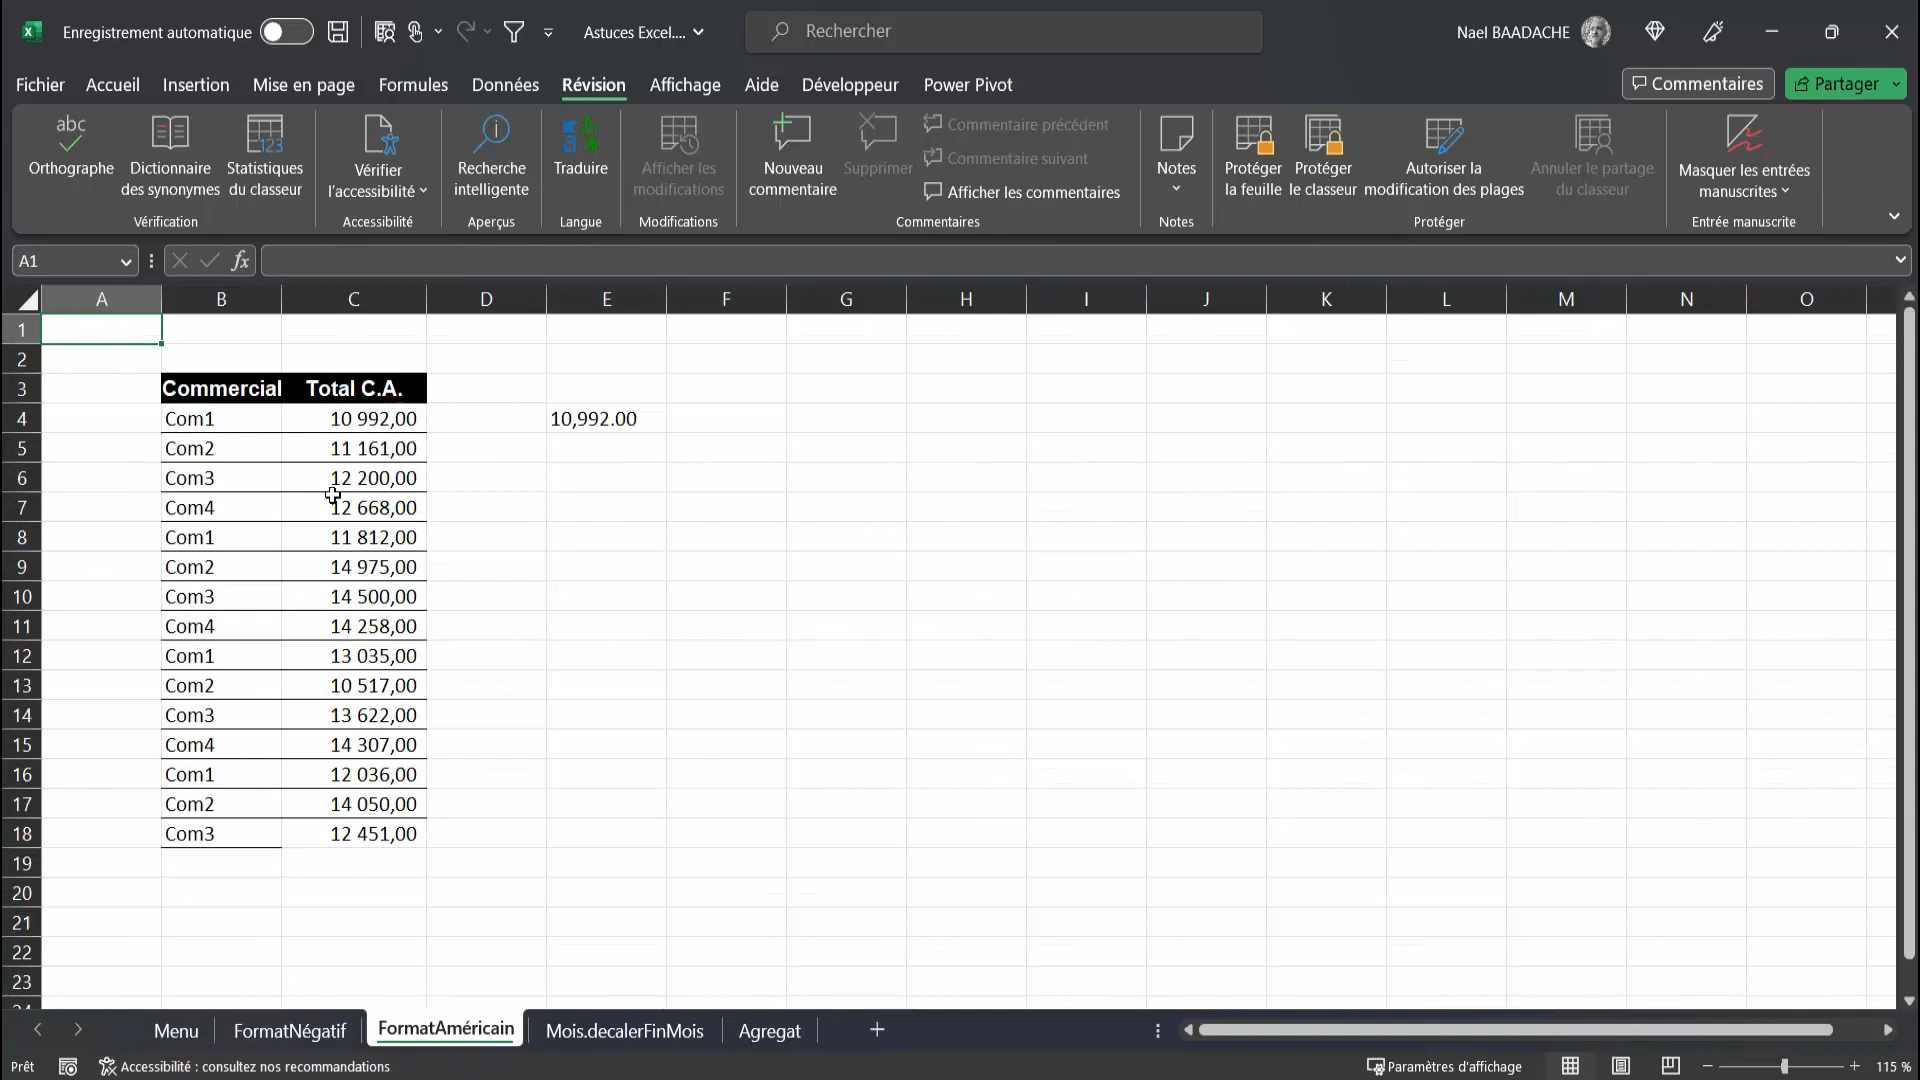 Enregistrement automatique
Astuces Excel....
Rechercher
Nael BAADACHE
Fichier Accueil Insertion Mise en page Formules Données Révision Affichage Aide Développeur Power Pivot
Commentaires Partager
abc
Orthographe
Dictionnaire
des synonymes
123
Statistiques
du classeur
Vérification
Vérifier
l'accessibilité
Accessibilité
Recherche
intelligente
Aperçus
Traduire
Langue
Afficher les
modifications
Modifications
Nouveau
commentaire
Supprimer
Commentaire précédent
Commentaire suivant
Afficher les commentaires
Commentaires
Notes
Notes
Protéger
la feuille
Protéger
le classeur
Autoriser la
modification des plages
Annuler le partage
du classeur
Protéger
Masquer les entrées
manuscrites
Entrée manuscrite
A1 fx
A B C D E F G H I J K L M N O
1
2
3 Commercial Total C.A.
4 Com1 10 992,00 10,992.00
5 Com2 11 161,00
6 Com3 12 200,00
7 Com4 12 668,00
8 Com1 11 812,00
9 Com2 14 975,00
10 Com3 14 500,00
11 Com4 14 258,00
12 Com1 13 035,00
13 Com2 10 517,00
14 Com3 13 622,00
15 Com4 14 307,00
16 Com1 12 036,00
17 Com2 14 050,00
18 Com3 12 451,00
19
20
21
22
23
Menu FormatNégatif FormatAméricain Mois.decalerFinMois Agregat
Prêt Accessibilité : consultez nos recommandations Paramètres d'affichage 115 %